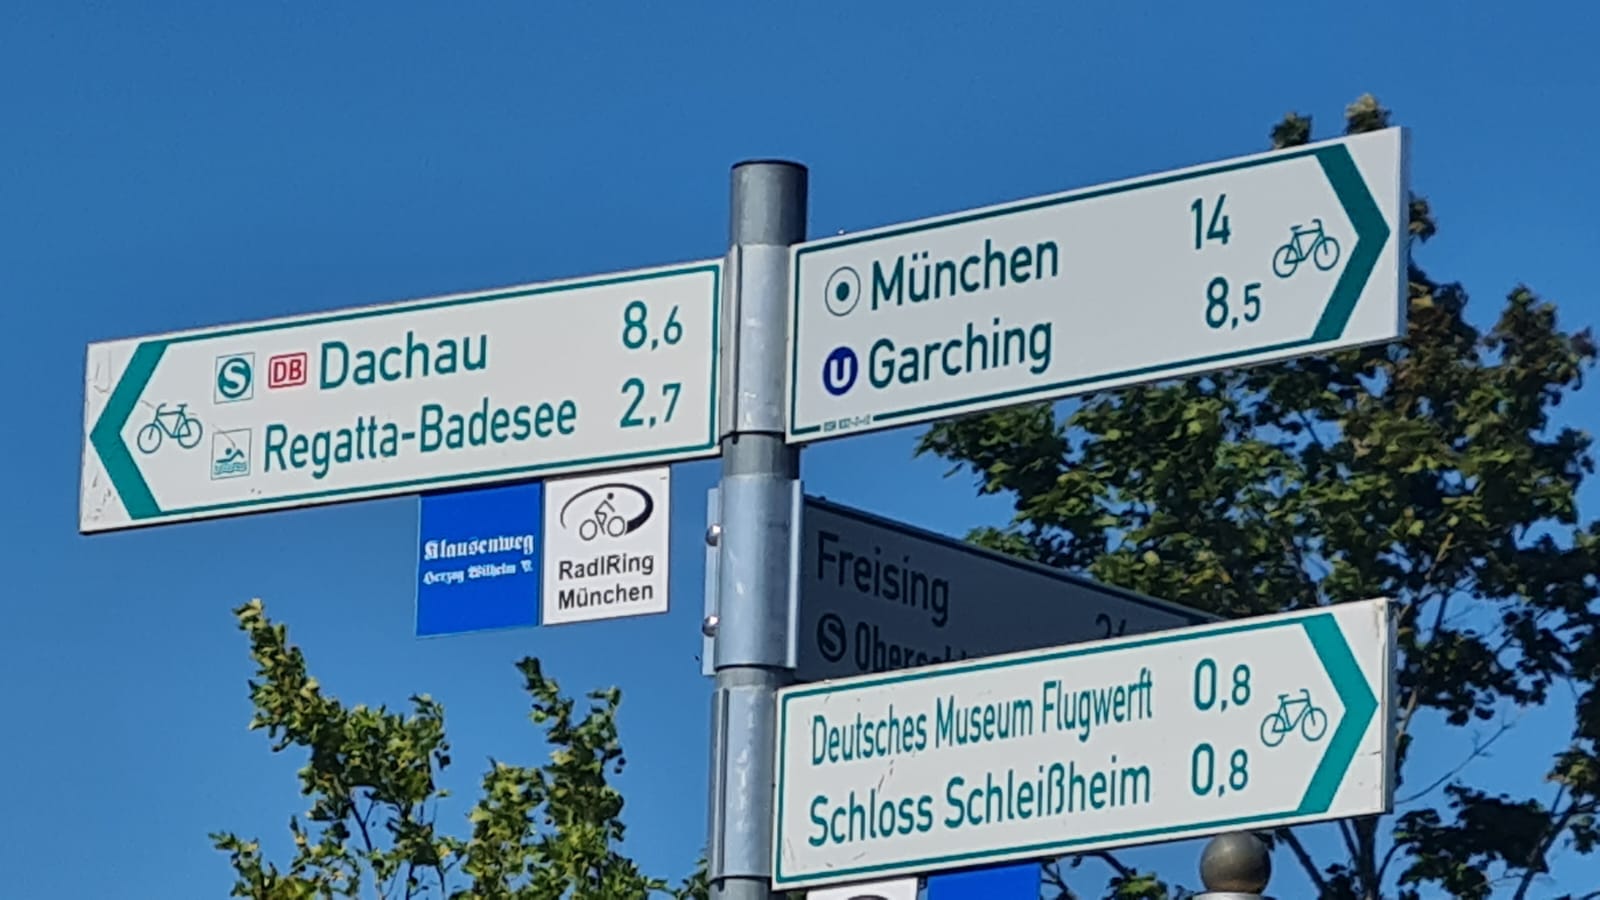 S DB Dachau 8,6
Regatta-Badesee 2,7
München 14
U Garching 8,5
Klausenweg
Herzog Wilhelm V.
RadlRing
München
Freising
S
Deutsches Museum Flugwerft 0,8
Schloss Schleißheim 0,8